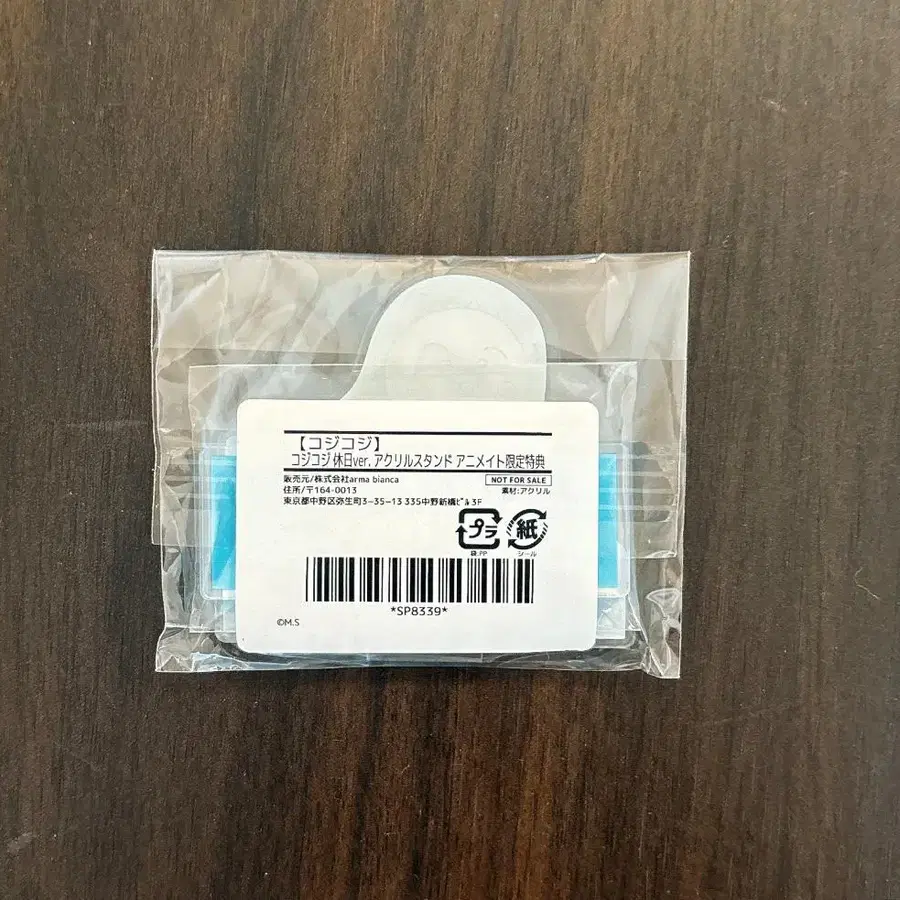 【コジコジ】
コジコジ 休日ver. アクリルスタンド アニメイト限定特典
販売元/株式会社arma bianca
NOT FOR SALE
住所/〒164-0013
素材:アクリル
東京都中野区弥生町3-35-13 335中野新橋ビル3F
プラ
紙
袋:PP
シール
*SP8339*
©M.S